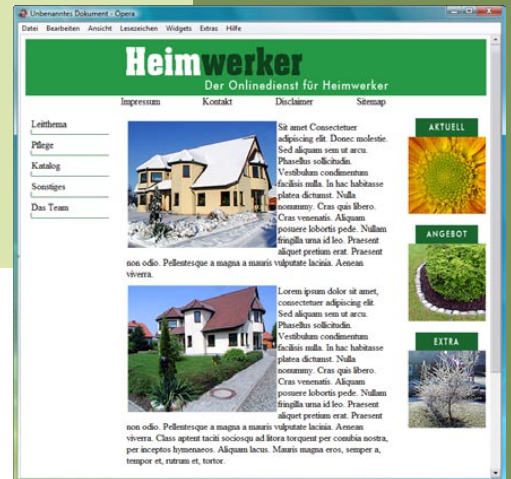 Unbenanntes Dokument - Opera
Datei Bearbeiten Ansicht Lesezeichen Widgets Extras Hilfe
Heimwerker
Der Onlinedienst für Heimwerker
Impressum Kontakt Disclaimer Sitemap
Leitthema
Pflege
Katalog
Sonstiges
Das Team
Sit amet Consectetuer
adipiscing elit. Donec molestie.
Sed aliquam sem ut arcu.
Phasellus sollicitudin.
Vestibulum condimentum
facilisis nulla. In hac habitasse
platea dictumst. Nulla
nonummy. Cras quis libero.
Cras venenatis. Aliquam
posuere lobortis pede. Nullam
fringilla urna id leo. Praesent
aliquet pretium erat. Praesent
non odio. Pellentesque a magna a mauris vulputate lacinia. Aenean
viverra.
Lorem ipsum dolor sit amet,
consectetuer adipiscing elit.
Sed aliquam sem ut arcu.
Phasellus sollicitudin.
Vestibulum condimentum
facilisis nulla. In hac habitasse
platea dictumst. Nulla
nonummy. Cras quis libero.
Cras venenatis. Aliquam
posuere lobortis pede. Nullam
fringilla urna id leo. Praesent
aliquet pretium erat. Praesent
non odio. Pellentesque a magna a mauris vulputate lacinia. Aenean
viverra. Class aptent taciti sociosqu ad litora torquent per conubia nostra,
per inceptos hymenaeos. Aliquam lacus. Mauris magna eros, semper a,
tempor et, rutrum et, tortor.
AKTUELL
ANGEBOT
EXTRA